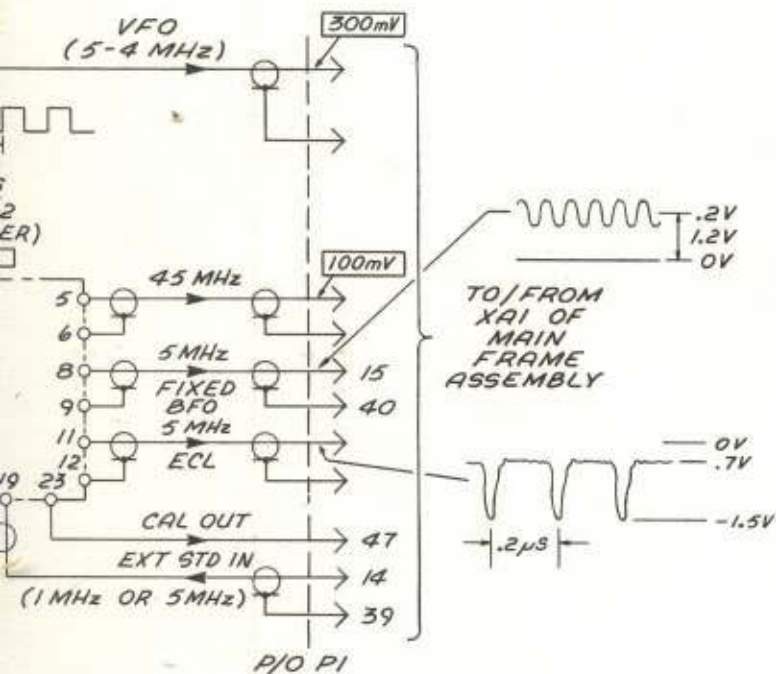 VFO
(5-4 MHz)
300mV
2
ER)
5
45 MHz
100mV
6
8
5 MHz
15
9
FIXED
BFO
40
11
5 MHz
12
ECL
19
23
CAL OUT
47
EXT STD IN
14
(1 MHz OR 5 MHz)
39
P/O P1
TO/FROM
XA1 OF
MAIN
FRAME
ASSEMBLY
.2V
1.2V
0V
0V
.7V
-1.5V
.2µS